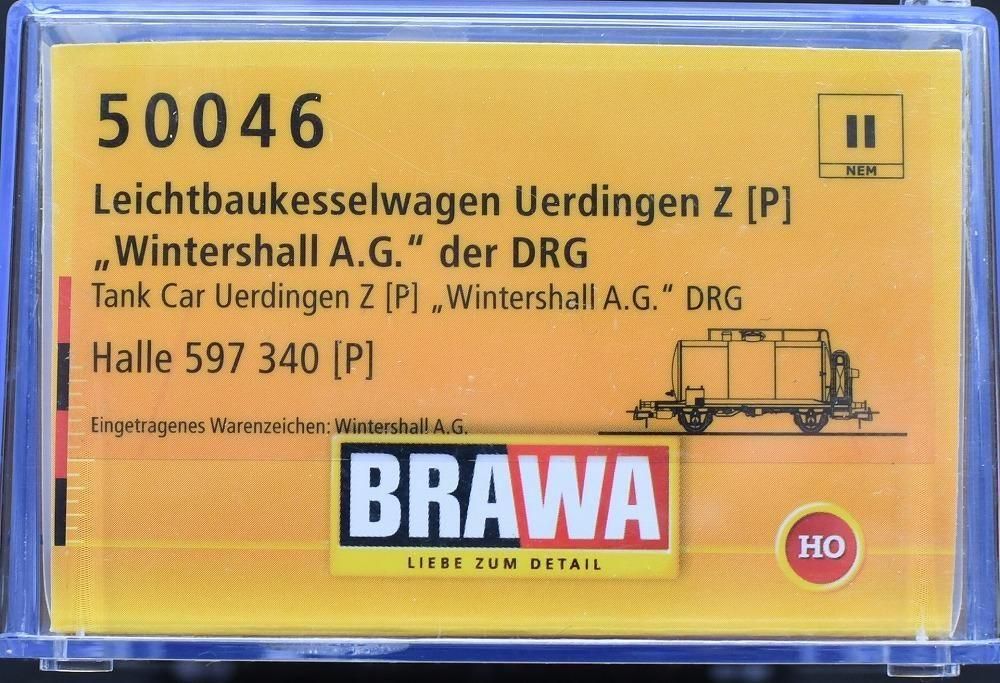 50046
II
NEM
Leichtbaukesselwagen Uerdingen Z [P]
„Wintershall A.G.“ der DRG
Tank Car Uerdingen Z [P] „Wintershall A.G.“ DRG
Halle 597 340 [P]
Eingetragenes Warenzeichen: Wintershall A.G.
BRAWA
LIEBE ZUM DETAIL
HO